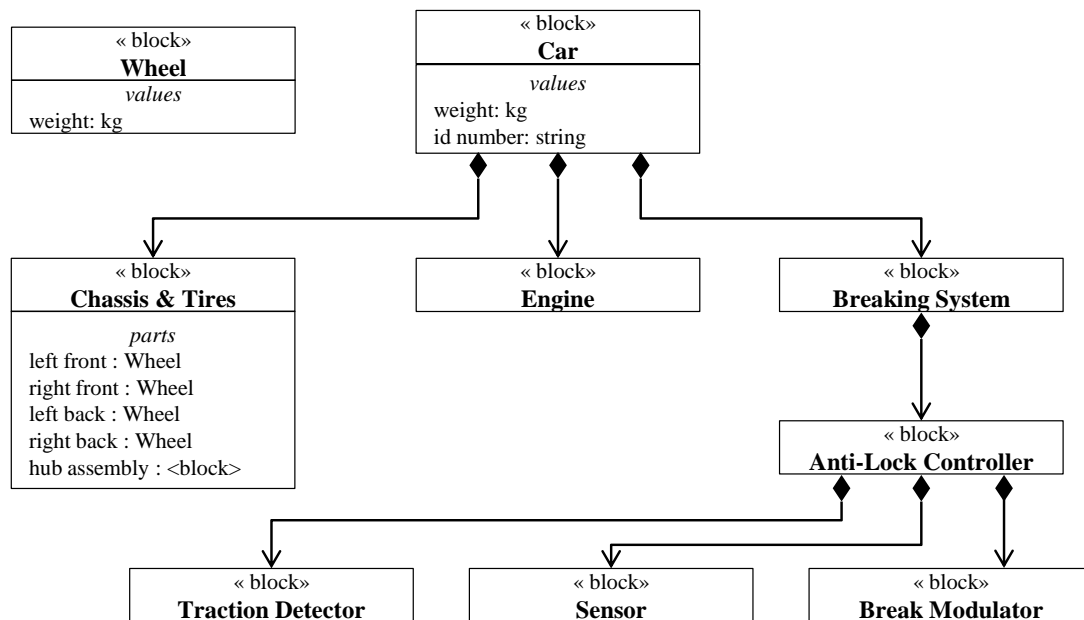 « block»
Wheel
values
weight: kg
« block»
Car
values
weight: kg
id number: string
« block»
Chassis & Tires
parts
left front : Wheel
right front : Wheel
left back : Wheel
right back : Wheel
hub assembly : <block>
« block»
Engine
« block»
Breaking System
« block»
Anti-Lock Controller
« block»
Traction Detector
« block»
Sensor
« block»
Break Modulator